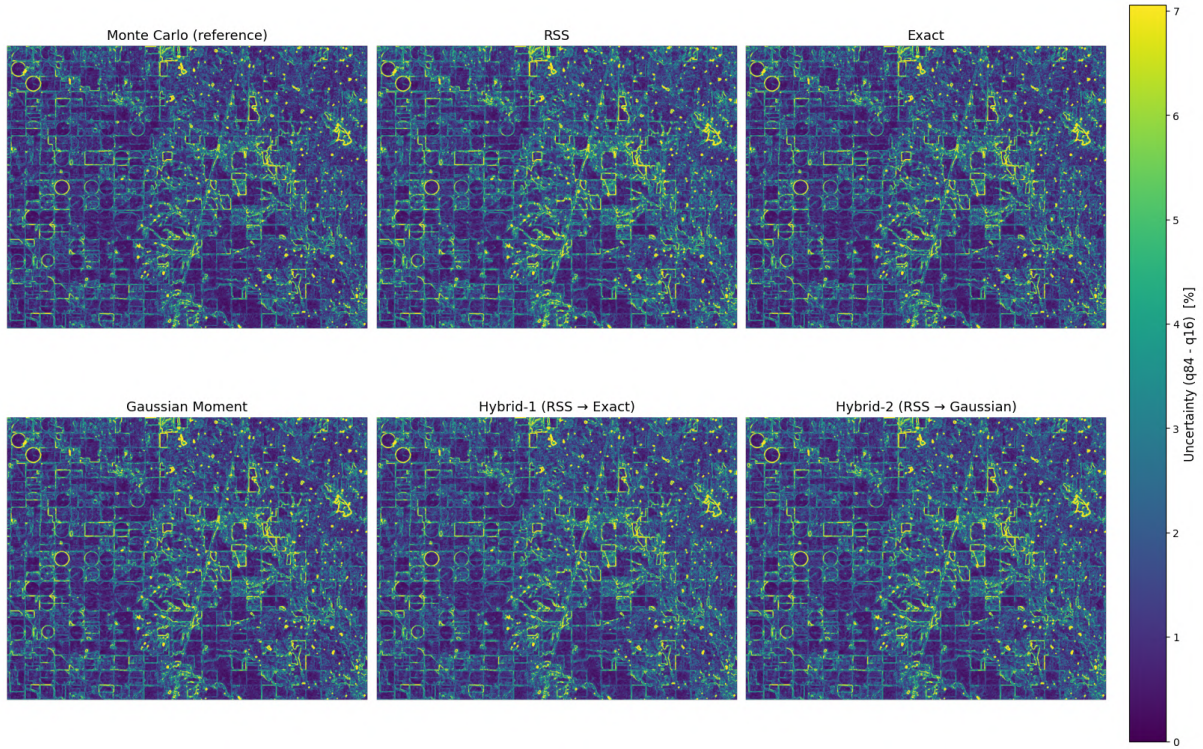 Monte Carlo (reference)
RSS
Exact
Gaussian Moment
Hybrid-1 (RSS → Exact)
Hybrid-2 (RSS → Gaussian)
7
6
5
4
3
2
1
0
Uncertainty (q84 - q16) [%]